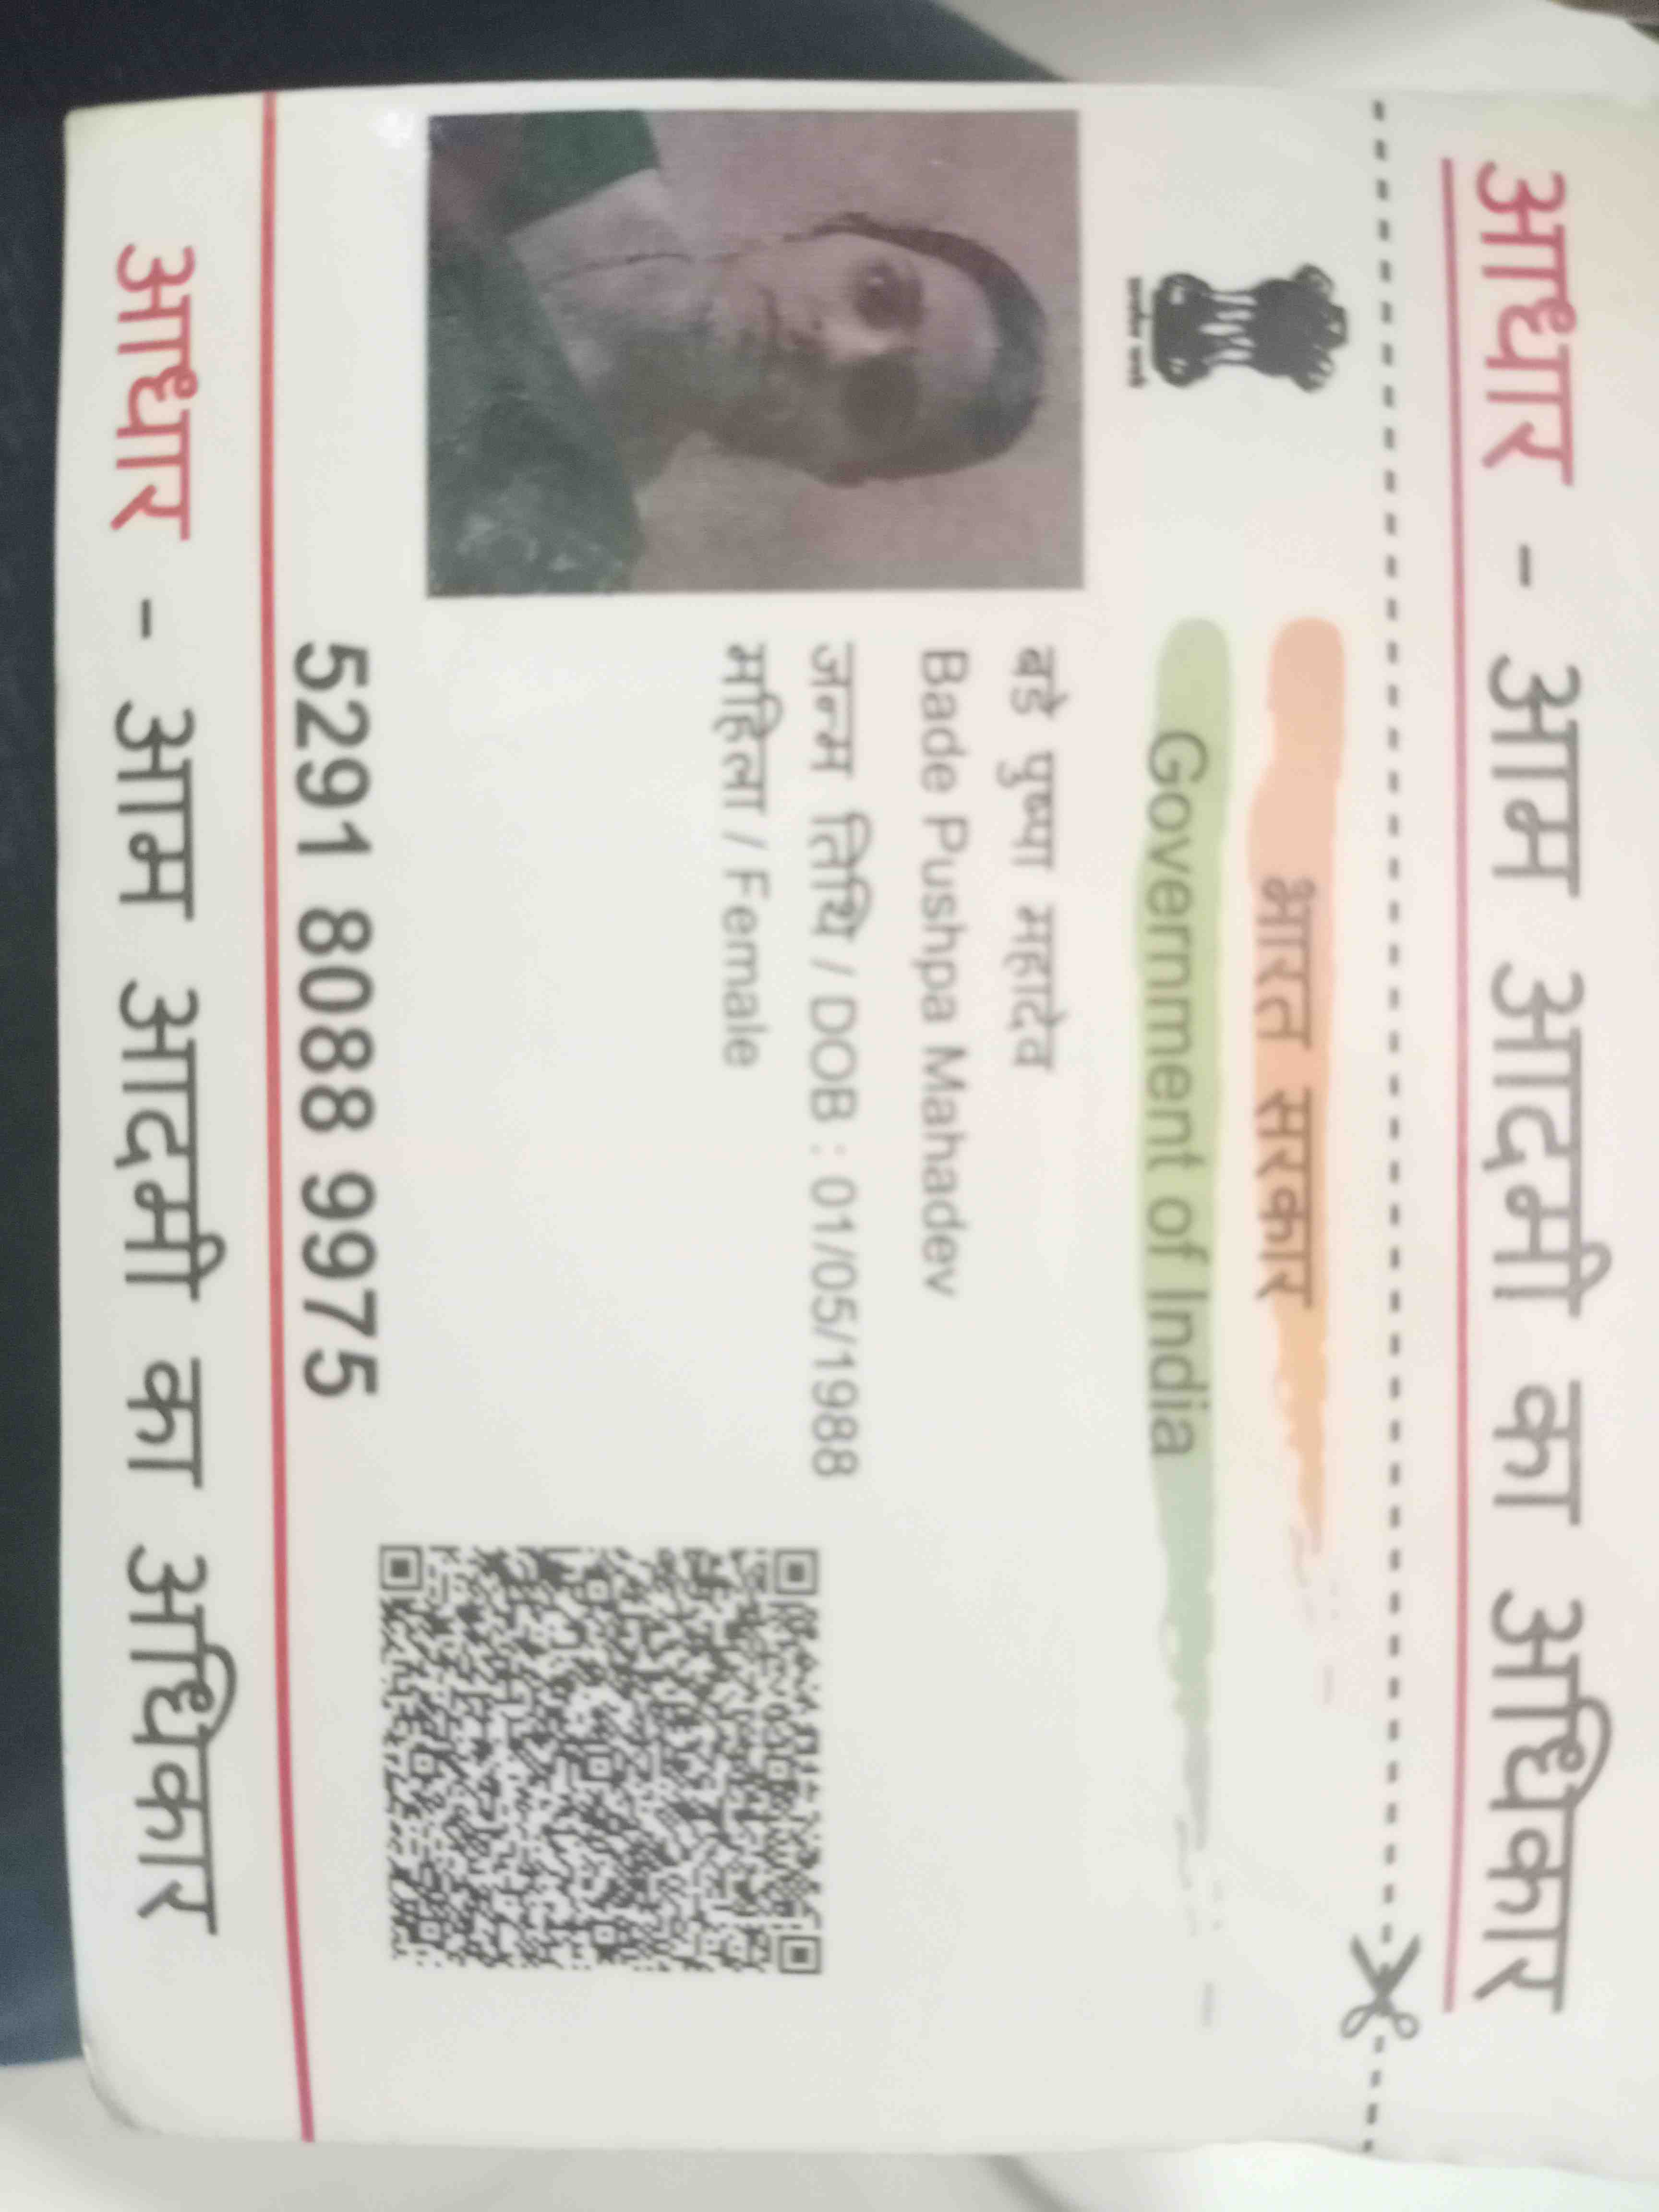 आधार - आम आदमी का अधिकार
भारत सरकार
Government of India
बडे पुष्पा महादेव
Bade Pushpa Mahadev
जन्म तिथि / DOB : 01/05/1988
महिला / Female
5291 8088 9975
आधार - आम आदमी का अधिकार